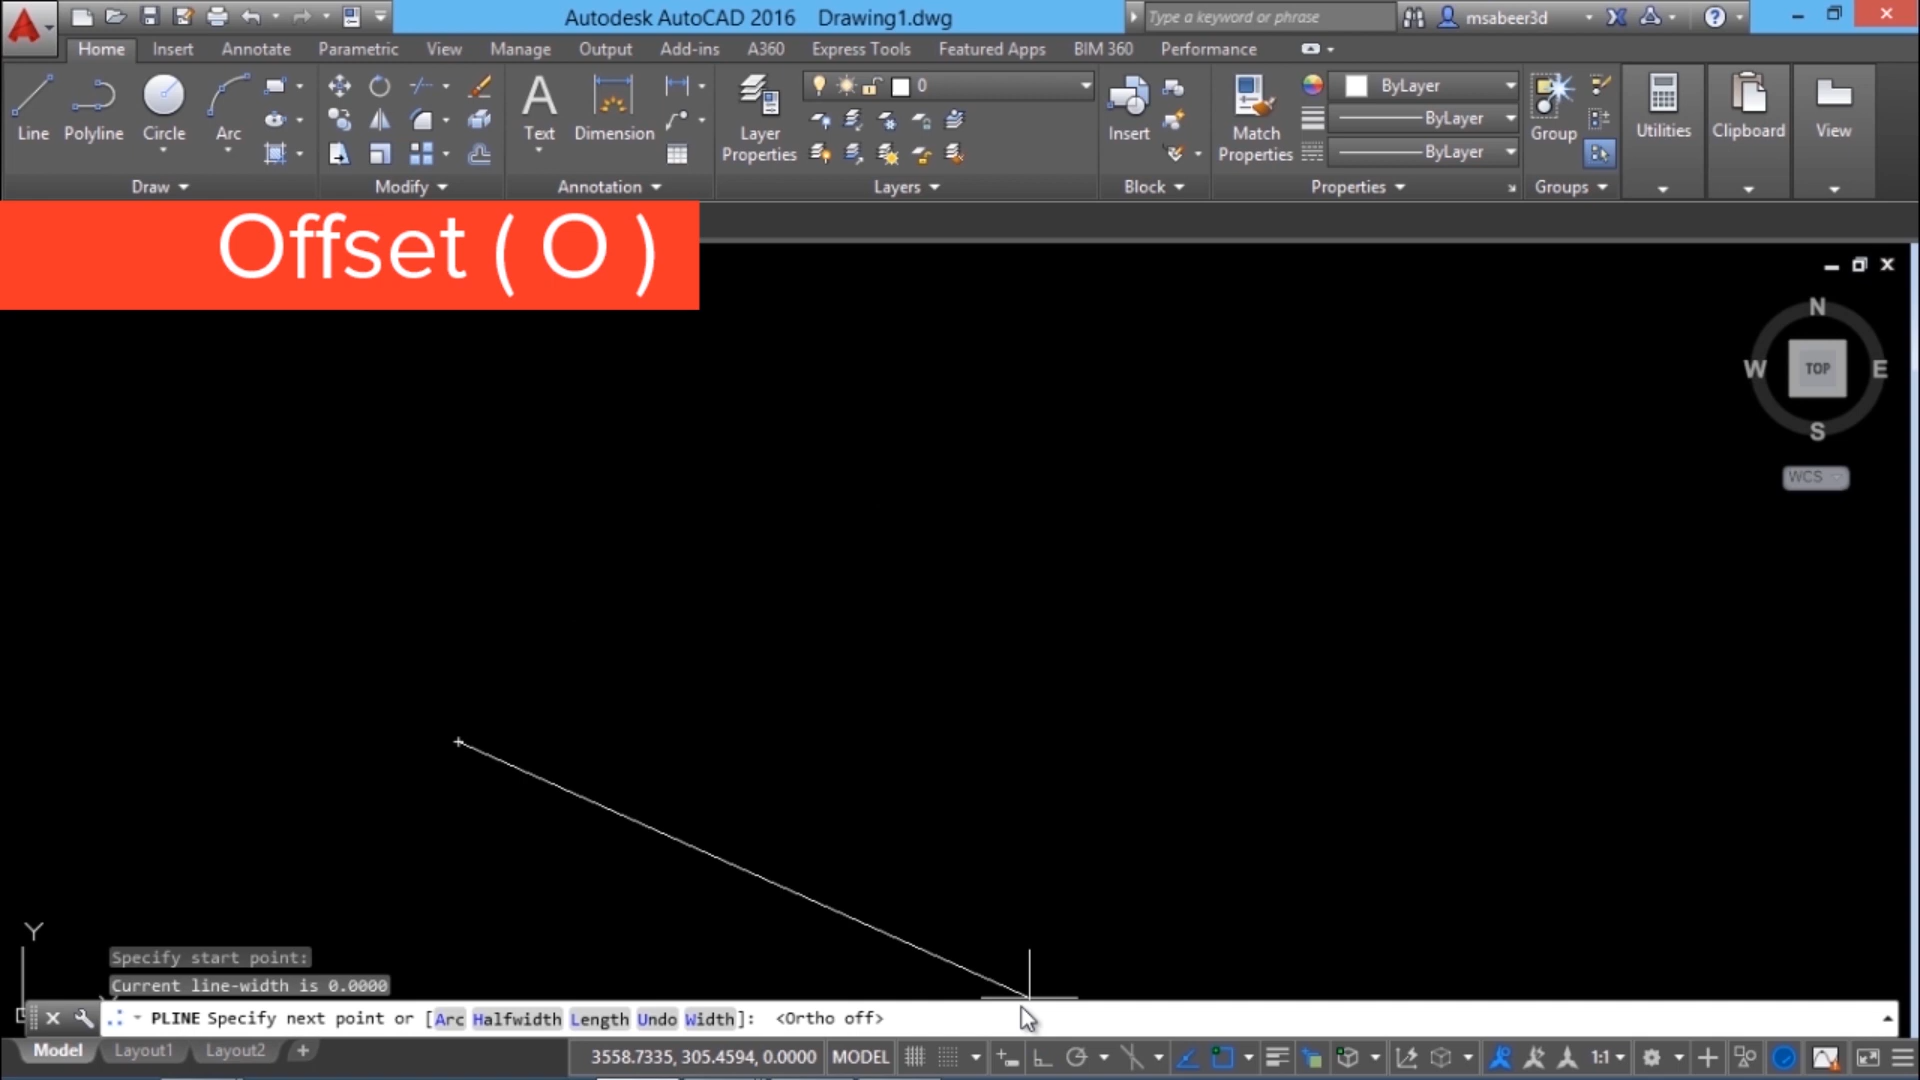 Autodesk AutoCAD 2016 Drawing1.dwg
Type a keyword or phrase
msabeer3d
Home Insert Annotate Parametric View Manage Output Add-ins A360 Express Tools Featured Apps BIM 360 Performance
Line Polyline Circle Arc
Text Dimension
Layer Properties
0
Insert
Match Properties
ByLayer
ByLayer
ByLayer
Group
Utilities
Clipboard
View
Draw Modify Annotation Layers Block Properties Groups
Offset ( O )
N
W TOP E
S
WCS
Y
Specify start point:
Current line-width is 0.0000
PLINE Specify next point or [Arc Halfwidth Length Undo Width]: <Ortho off>
Model Layout1 Layout2 +
3558.7335, 305.4594, 0.0000 MODEL 1:1